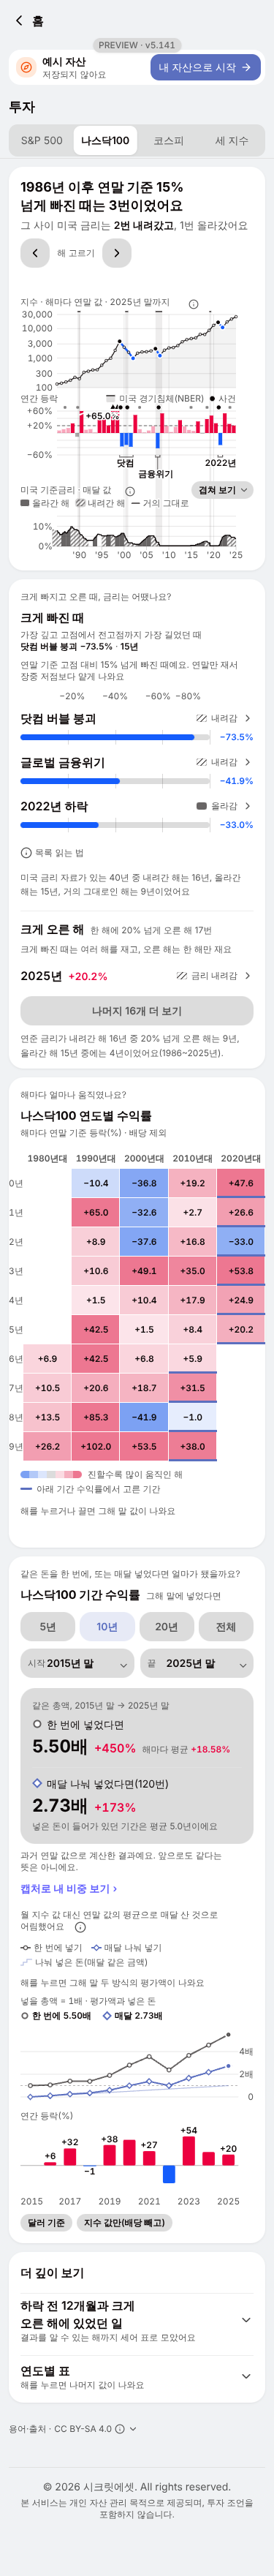 홈
PREVIEW · v5.141
예시 자산
저장되지 않아요
내 자산으로 시작 →
투자
S&P 500 나스닥100 코스피 세 지수
1986년 이후 연말 기준 15%
넘게 빠진 때는 3번이었어요
그 사이 미국 금리는 2번 내려갔고, 1번 올라갔어요
해 고르기
지수 · 해마다 연말 값 · 2025년 말까지
30,000
10,000
3,000
1,000
300
100
연간 등락 미국 경기침체(NBER) 사건
+60%
+65.0%
+20%
−60%
닷컴
금융위기
2022년
미국 기준금리 · 매달 값
겹쳐 보기
올라간 해 내려간 해 거의 그대로
10%
0%
'90 '95 '00 '05 '10 '15 '20 '25
크게 빠지고 오른 때, 금리는 어땠나요?
크게 빠진 때
가장 깊고 고점에서 전고점까지 가장 길었던 때
닷컴 버블 붕괴 −73.5% · 15년
연말 기준 고점 대비 15% 넘게 빠진 때예요. 연말만 재서
장중 저점보다 얕게 나와요
−20% −40% −60% −80%
닷컴 버블 붕괴 내려감
−73.5%
글로벌 금융위기 내려감
−41.9%
2022년 하락 올라감
−33.0%
목록 읽는 법
미국 금리 자료가 있는 40년 중 내려간 해는 16년, 올라간
해는 15년, 거의 그대로인 해는 9년이었어요
크게 오른 해 한 해에 20% 넘게 오른 해 17번
크게 빠진 때는 여러 해를 재고, 오른 해는 한 해만 재요
2025년 +20.2% 금리 내려감
나머지 16개 더 보기
연준 금리가 내려간 해 16년 중 20% 넘게 오른 해는 9년,
올라간 해 15년 중에는 4년이었어요(1986~2025년).
해마다 얼마나 움직였나요?
나스닥100 연도별 수익률
해마다 연말 기준 등락(%) · 배당 제외
1980년대 1990년대 2000년대 2010년대 2020년대
0년 −10.4 −36.8 +19.2 +47.6
1년 +65.0 −32.6 +2.7 +26.6
2년 +8.9 −37.6 +16.8 −33.0
3년 +10.6 +49.1 +35.0 +53.8
4년 +1.5 +10.4 +17.9 +24.9
5년 +42.5 +1.5 +8.4 +20.2
6년 +6.9 +42.5 +6.8 +5.9
7년 +10.5 +20.6 +18.7 +31.5
8년 +13.5 +85.3 −41.9 −1.0
9년 +26.2 +102.0 +53.5 +38.0
진할수록 많이 움직인 해
아래 기간 수익률에서 고른 기간
해를 누르거나 끌면 그해 말 값이 나와요
같은 돈을 한 번에, 또는 매달 넣었다면 얼마가 됐을까요?
나스닥100 기간 수익률 그해 말에 넣었다면
5년 10년 20년 전체
시작 2015년 말 끝 2025년 말
같은 총액, 2015년 말 → 2025년 말
한 번에 넣었다면
5.50배 +450% 해마다 평균 +18.58%
매달 나눠 넣었다면(120번)
2.73배 +173%
넣은 돈이 들어가 있던 기간은 평균 5.0년이에요
과거 연말 값으로 계산한 결과예요. 앞으로도 같다는
뜻은 아니에요.
캡처로 내 비중 보기 ›
월 지수 값 대신 연말 값의 평균으로 매달 산 것으로
어림했어요
한 번에 넣기 매달 나눠 넣기
나눠 넣은 돈(매달 같은 금액)
해를 누르면 그해 말 두 방식의 평가액이 나와요
넣을 총액 = 1배 · 평가액과 넣은 돈
한 번에 5.50배 매달 2.73배
4배
2배
0
연간 등락(%)
+6 +32 −1 +38 +27 +54 +20
2015 2017 2019 2021 2023 2025
달러 기준 지수 값만(배당 빼고)
더 깊이 보기
하락 전 12개월과 크게
오른 해에 있었던 일
결과를 알 수 있는 해까지 세어 표로 모았어요
연도별 표
해를 누르면 나머지 값이 나와요
용어·출처 · CC BY-SA 4.0
© 2026 시크릿에셋. All rights reserved.
본 서비스는 개인 자산 관리 목적으로 제공되며, 투자 조언을
포함하지 않습니다.